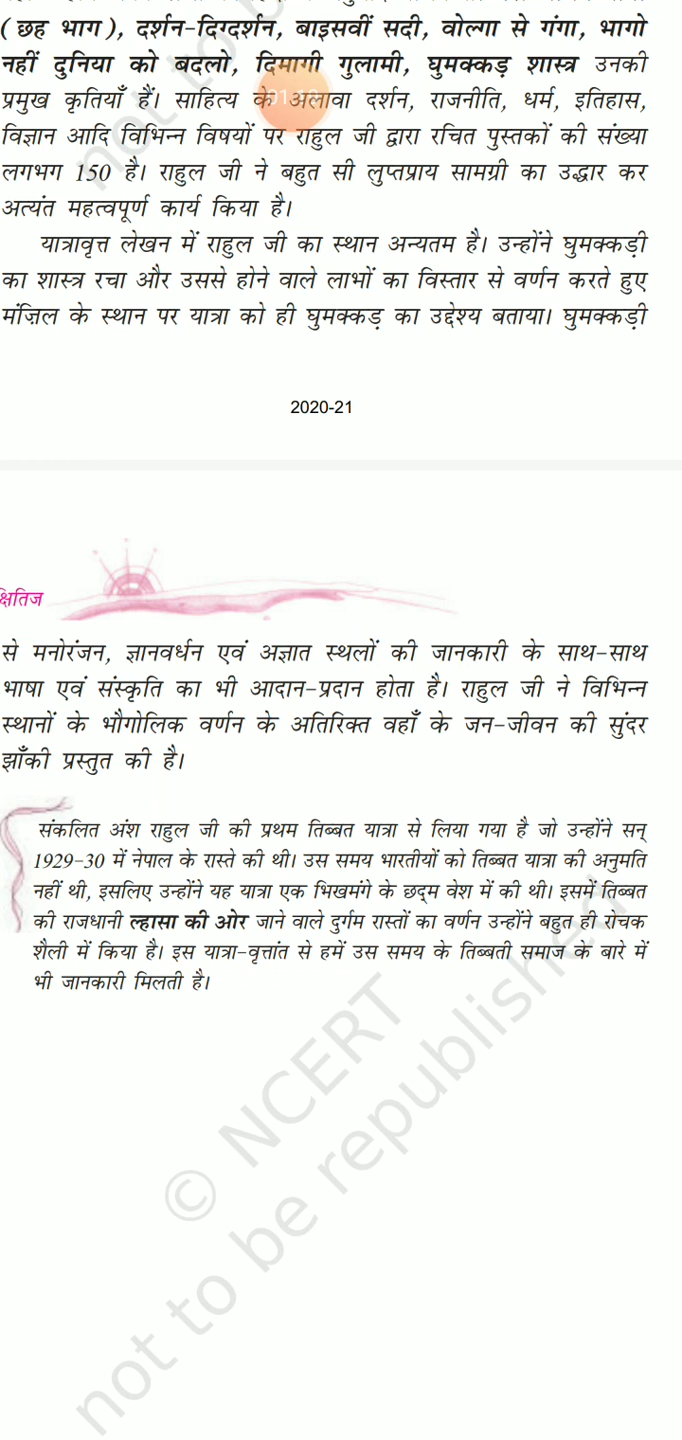 (छह भाग), दर्शन-दिग्दर्शन, बाइसवीं सदी, वोल्गा से गंगा, भागो
नहीं दुनिया को बदलो, दिमागी गुलामी, घुमक्कड़ शास्त्र उनकी
प्रमुख कृतियाँ हैं। साहित्य के अलावा दर्शन, राजनीति, धर्म, इतिहास,
विज्ञान आदि विभिन्न विषयों पर राहुल जी द्वारा रचित पुस्तकों की संख्या
लगभग 150 है। राहुल जी ने बहुत सी लुप्तप्राय सामग्री का उद्धार कर
अत्यंत महत्वपूर्ण कार्य किया है।
यात्रावृत्त लेखन में राहुल जी का स्थान अन्यतम है। उन्होंने घुमक्कड़ी
का शास्त्र रचा और उससे होने वाले लाभों का विस्तार से वर्णन करते हुए
मंज़िल के स्थान पर यात्रा को ही घुमक्कड़ का उद्देश्य बताया। घुमक्कड़ी
2020-21
क्षितिज
से मनोरंजन, ज्ञानवर्धन एवं अज्ञात स्थलों की जानकारी के साथ-साथ
भाषा एवं संस्कृति का भी आदान-प्रदान होता है। राहुल जी ने विभिन्न
स्थानों के भौगोलिक वर्णन के अतिरिक्त वहाँ के जन-जीवन की सुंदर
झाँकी प्रस्तुत की है।
संकलित अंश राहुल जी की प्रथम तिब्बत यात्रा से लिया गया है जो उन्होंने सन्
1929-30 में नेपाल के रास्ते की थी। उस समय भारतीयों को तिब्बत यात्रा की अनुमति
नहीं थी, इसलिए उन्होंने यह यात्रा एक भिखमंगे के छद्म वेश में की थी। इसमें तिब्बत
की राजधानी ल्हासा की ओर जाने वाले दुर्गम रास्तों का वर्णन उन्होंने बहुत ही रोचक
शैली में किया है। इस यात्रा-वृत्तांत से हमें उस समय के तिब्बती समाज के बारे में
भी जानकारी मिलती है।
© NCERT
not to be republished